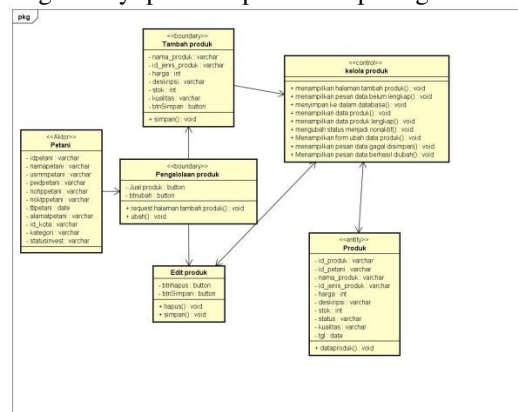 pkg
<<boundary>>
Tambah produk
- nama_produk : varchar
- id_jenis_produk : varchar
- harga : int
- deskripsi : varchar
- stok : int
- kualitas : varchar
- btnSimpan : button
+ simpan() : void
<<control>>
kelola produk
+ menampilkan halaman tambah produk() : void
+ menampilkan pesan data belum lengkap() : void
+ menyimpan ke dalam database() : void
+ menampilkan data produk() : void
+ menampilkan data produk lengkap() : void
+ mengubah status menjadi nonaktif() : void
+ Menampilkan form ubah data produk() : void
+ Menampilkan pesan data gagal disimpan() : void
+ Menampilkan pesan data berhasil diubah() : void
<<Aktor>>
Petani
- idpetani : varchar
- namapetani : varchar
- usrnmpetani : varchar
- pwdpetani : varchar
- nohppetani : varchar
- noktppetani : varchar
- ttlpetani : date
- alamatpetani : varchar
- id_kota : varchar
- kategori : varchar
- statusinvest : varchar
<<boundary>>
Pengelolaan produk
- Jual produk : button
- btnubah : button
+ request halaman tambah produk() : void
+ ubah() : void
Edit produk
- btnhapus : button
- btnSimpan : button
+ hapus() : void
+ simpan() : void
<<entity>>
Produk
- id_produk : varchar
- id_petani : varchar
- nama_produk : varchar
- id_jenis_produk : varchar
- harga : int
- deskripsi : varchar
- stok : int
- status : varchar
- kualitas : varchar
- tgl : date
+ dataproduk() : void